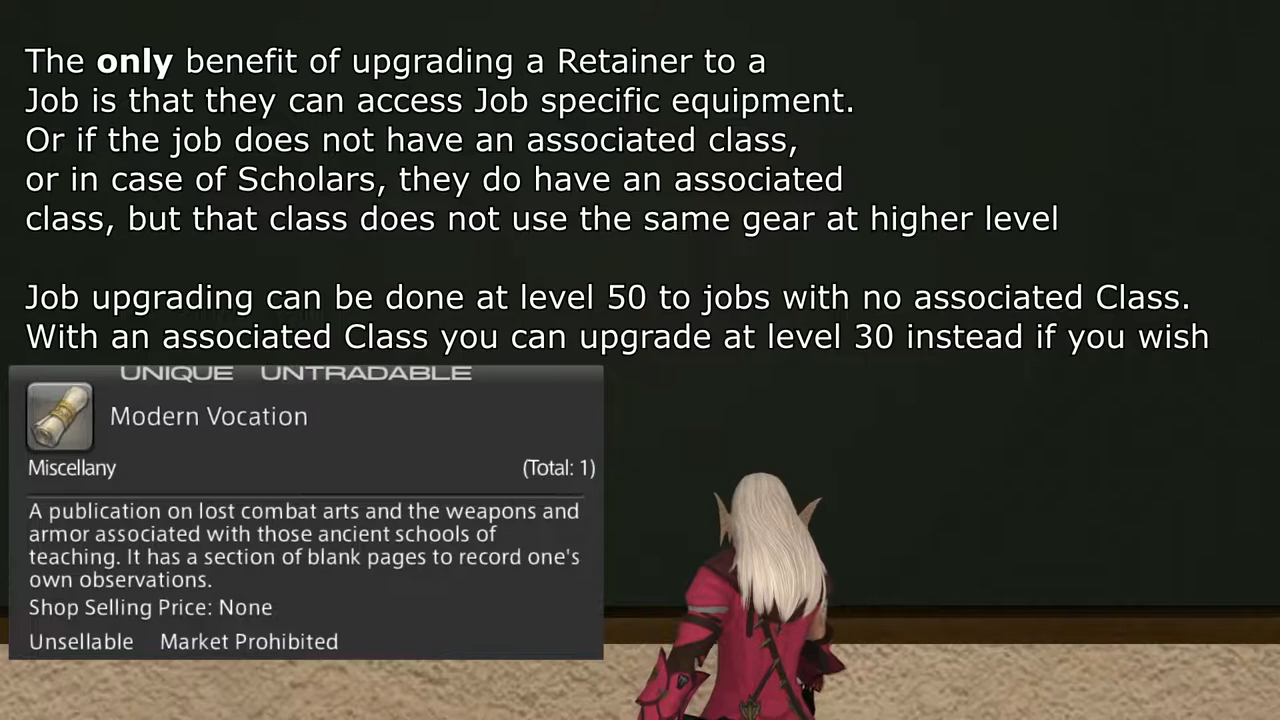 The only benefit of upgrading a Retainer to a
Job is that they can access Job specific equipment.
Or if the job does not have an associated class,
or in case of Scholars, they do have an associated
class, but that class does not use the same gear at higher level
Job upgrading can be done at level 50 to jobs with no associated Class.
With an associated Class you can upgrade at level 30 instead if you wish
UNIQUE UNTRADABLE
Modern Vocation
Miscellany (Total: 1)
A publication on lost combat arts and the weapons and
armor associated with those ancient schools of
teaching. It has a section of blank pages to record one's
own observations.
Shop Selling Price: None
Unsellable Market Prohibited